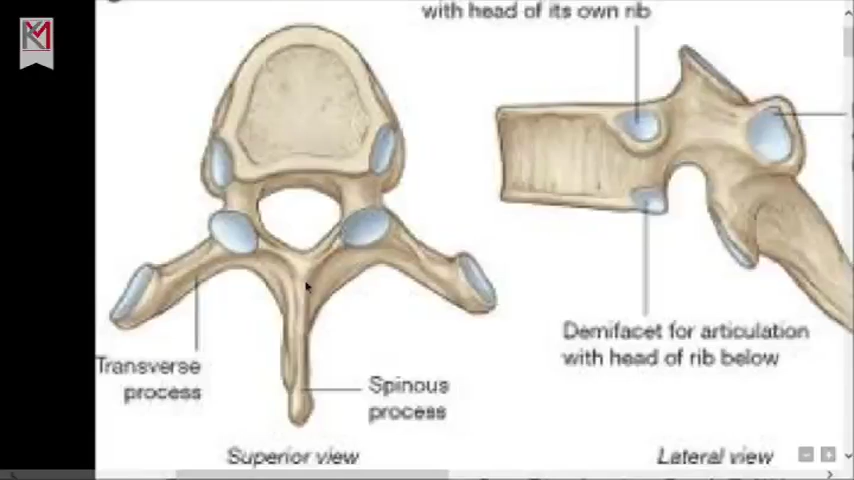 with head of its own rib
Demifacet for articulation
with head of rib below
Transverse
process
Spinous
process
Superior view
Lateral view